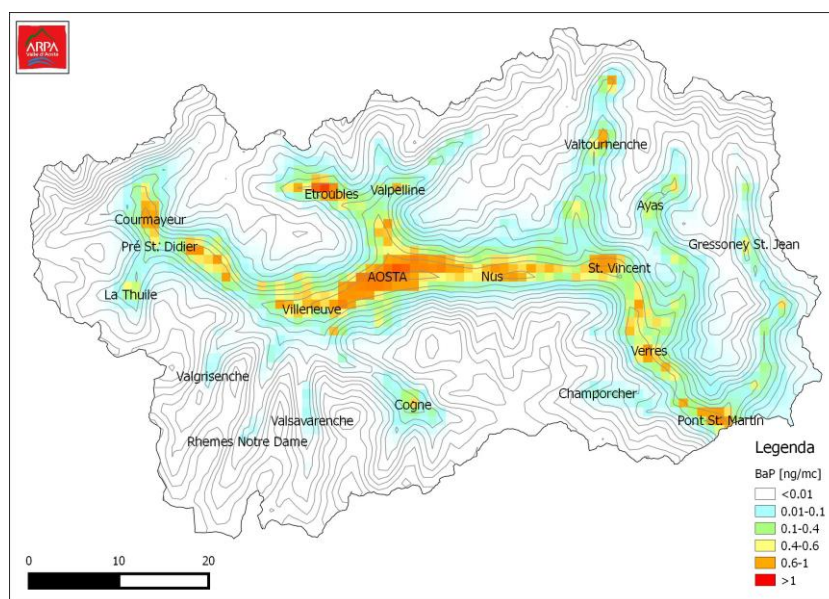 ARPA
Valle d'Aosta
Valtournenche
Etroubles
Valpelline
Courmayeur
Ayas
Pré St. Didier
Gressoney St. Jean
AOSTA
Nus
St. Vincent
La Thuile
Villeneuve
Verres
Valgrisenche
Champorcher
Cogne
Valsavarenche
Pont St. Martin
Rhemes Notre Dame
Legenda
BaP [ng/mc]
<0.01
0.01-0.1
0.1-0.4
0.4-0.6
0.6-1
>1
0 10 20